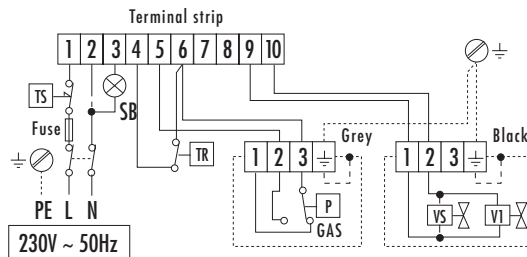 Terminal strip
1 2 3 4 5 6 7 8 9 10
TS
SB
Fuse
TR
Grey
Black
1 2 3
1 2 3
P
GAS
VS
V1
PE L N
230V ~ 50Hz